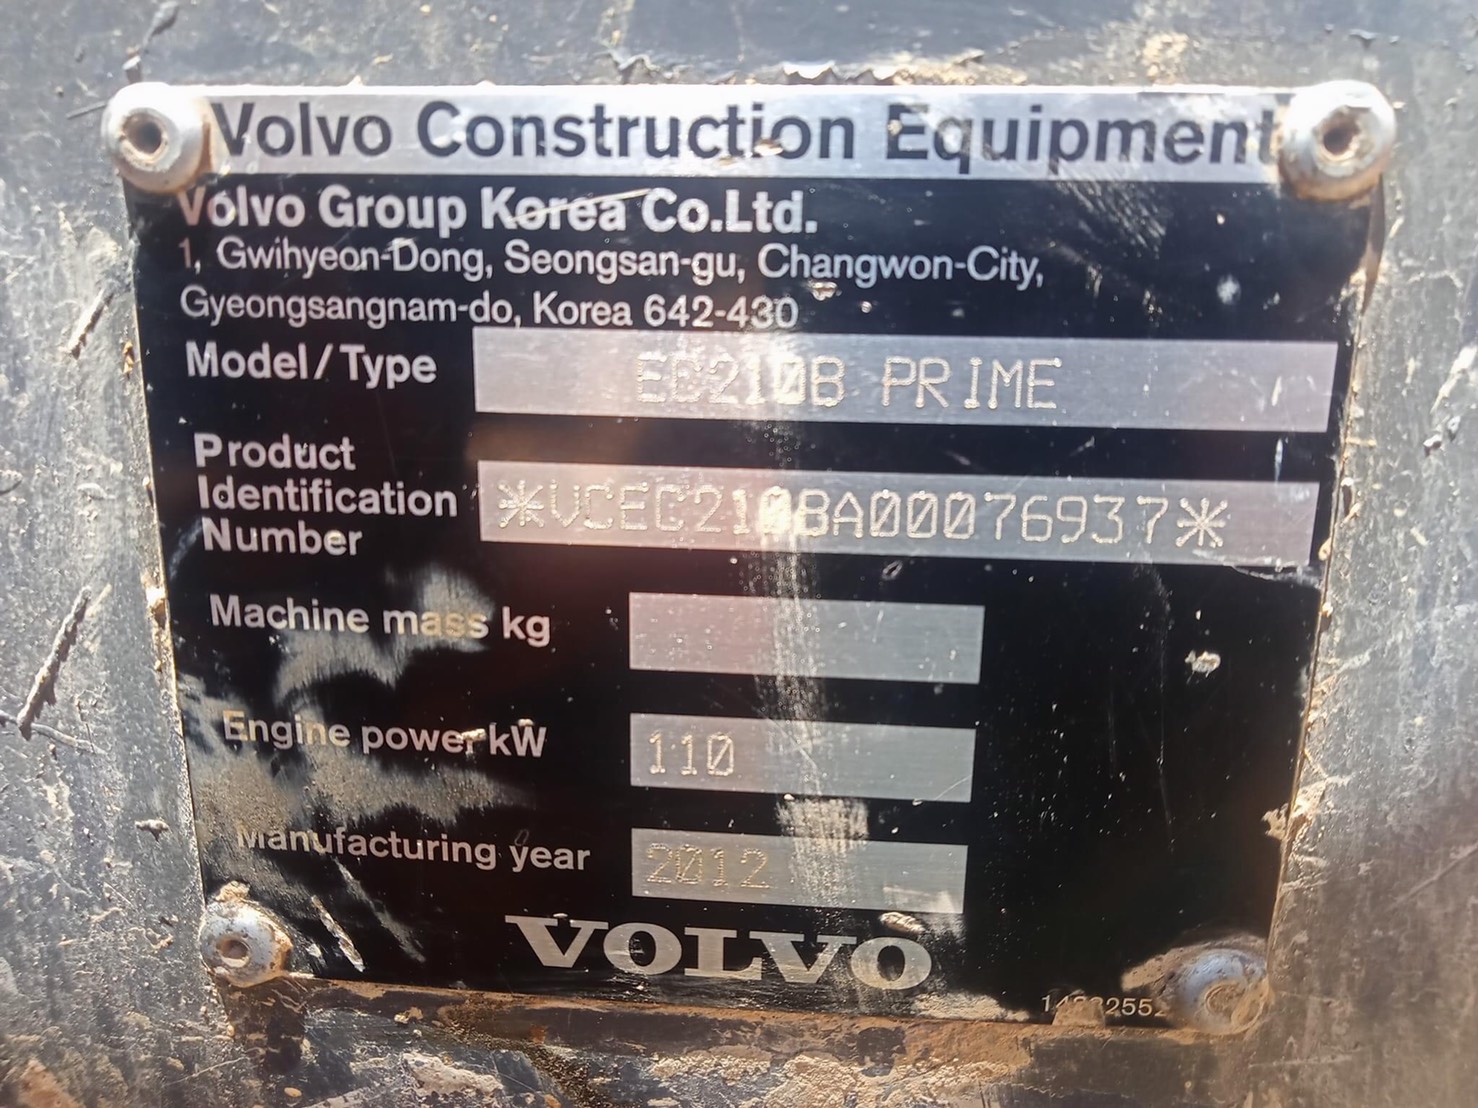 Volvo Construction Equipment
Volvo Group Korea Co.Ltd.
1, Gwihyeon-Dong, Seongsan-gu, Changwon-City,
Gyeongsangnam-do, Korea 642-430
Model/Type EC210B PRIME
Product
Identification
Number
*VCEC210BA00076937*
Machine mass kg
Engine power kW 110
Manufacturing year 2012
VOLVO